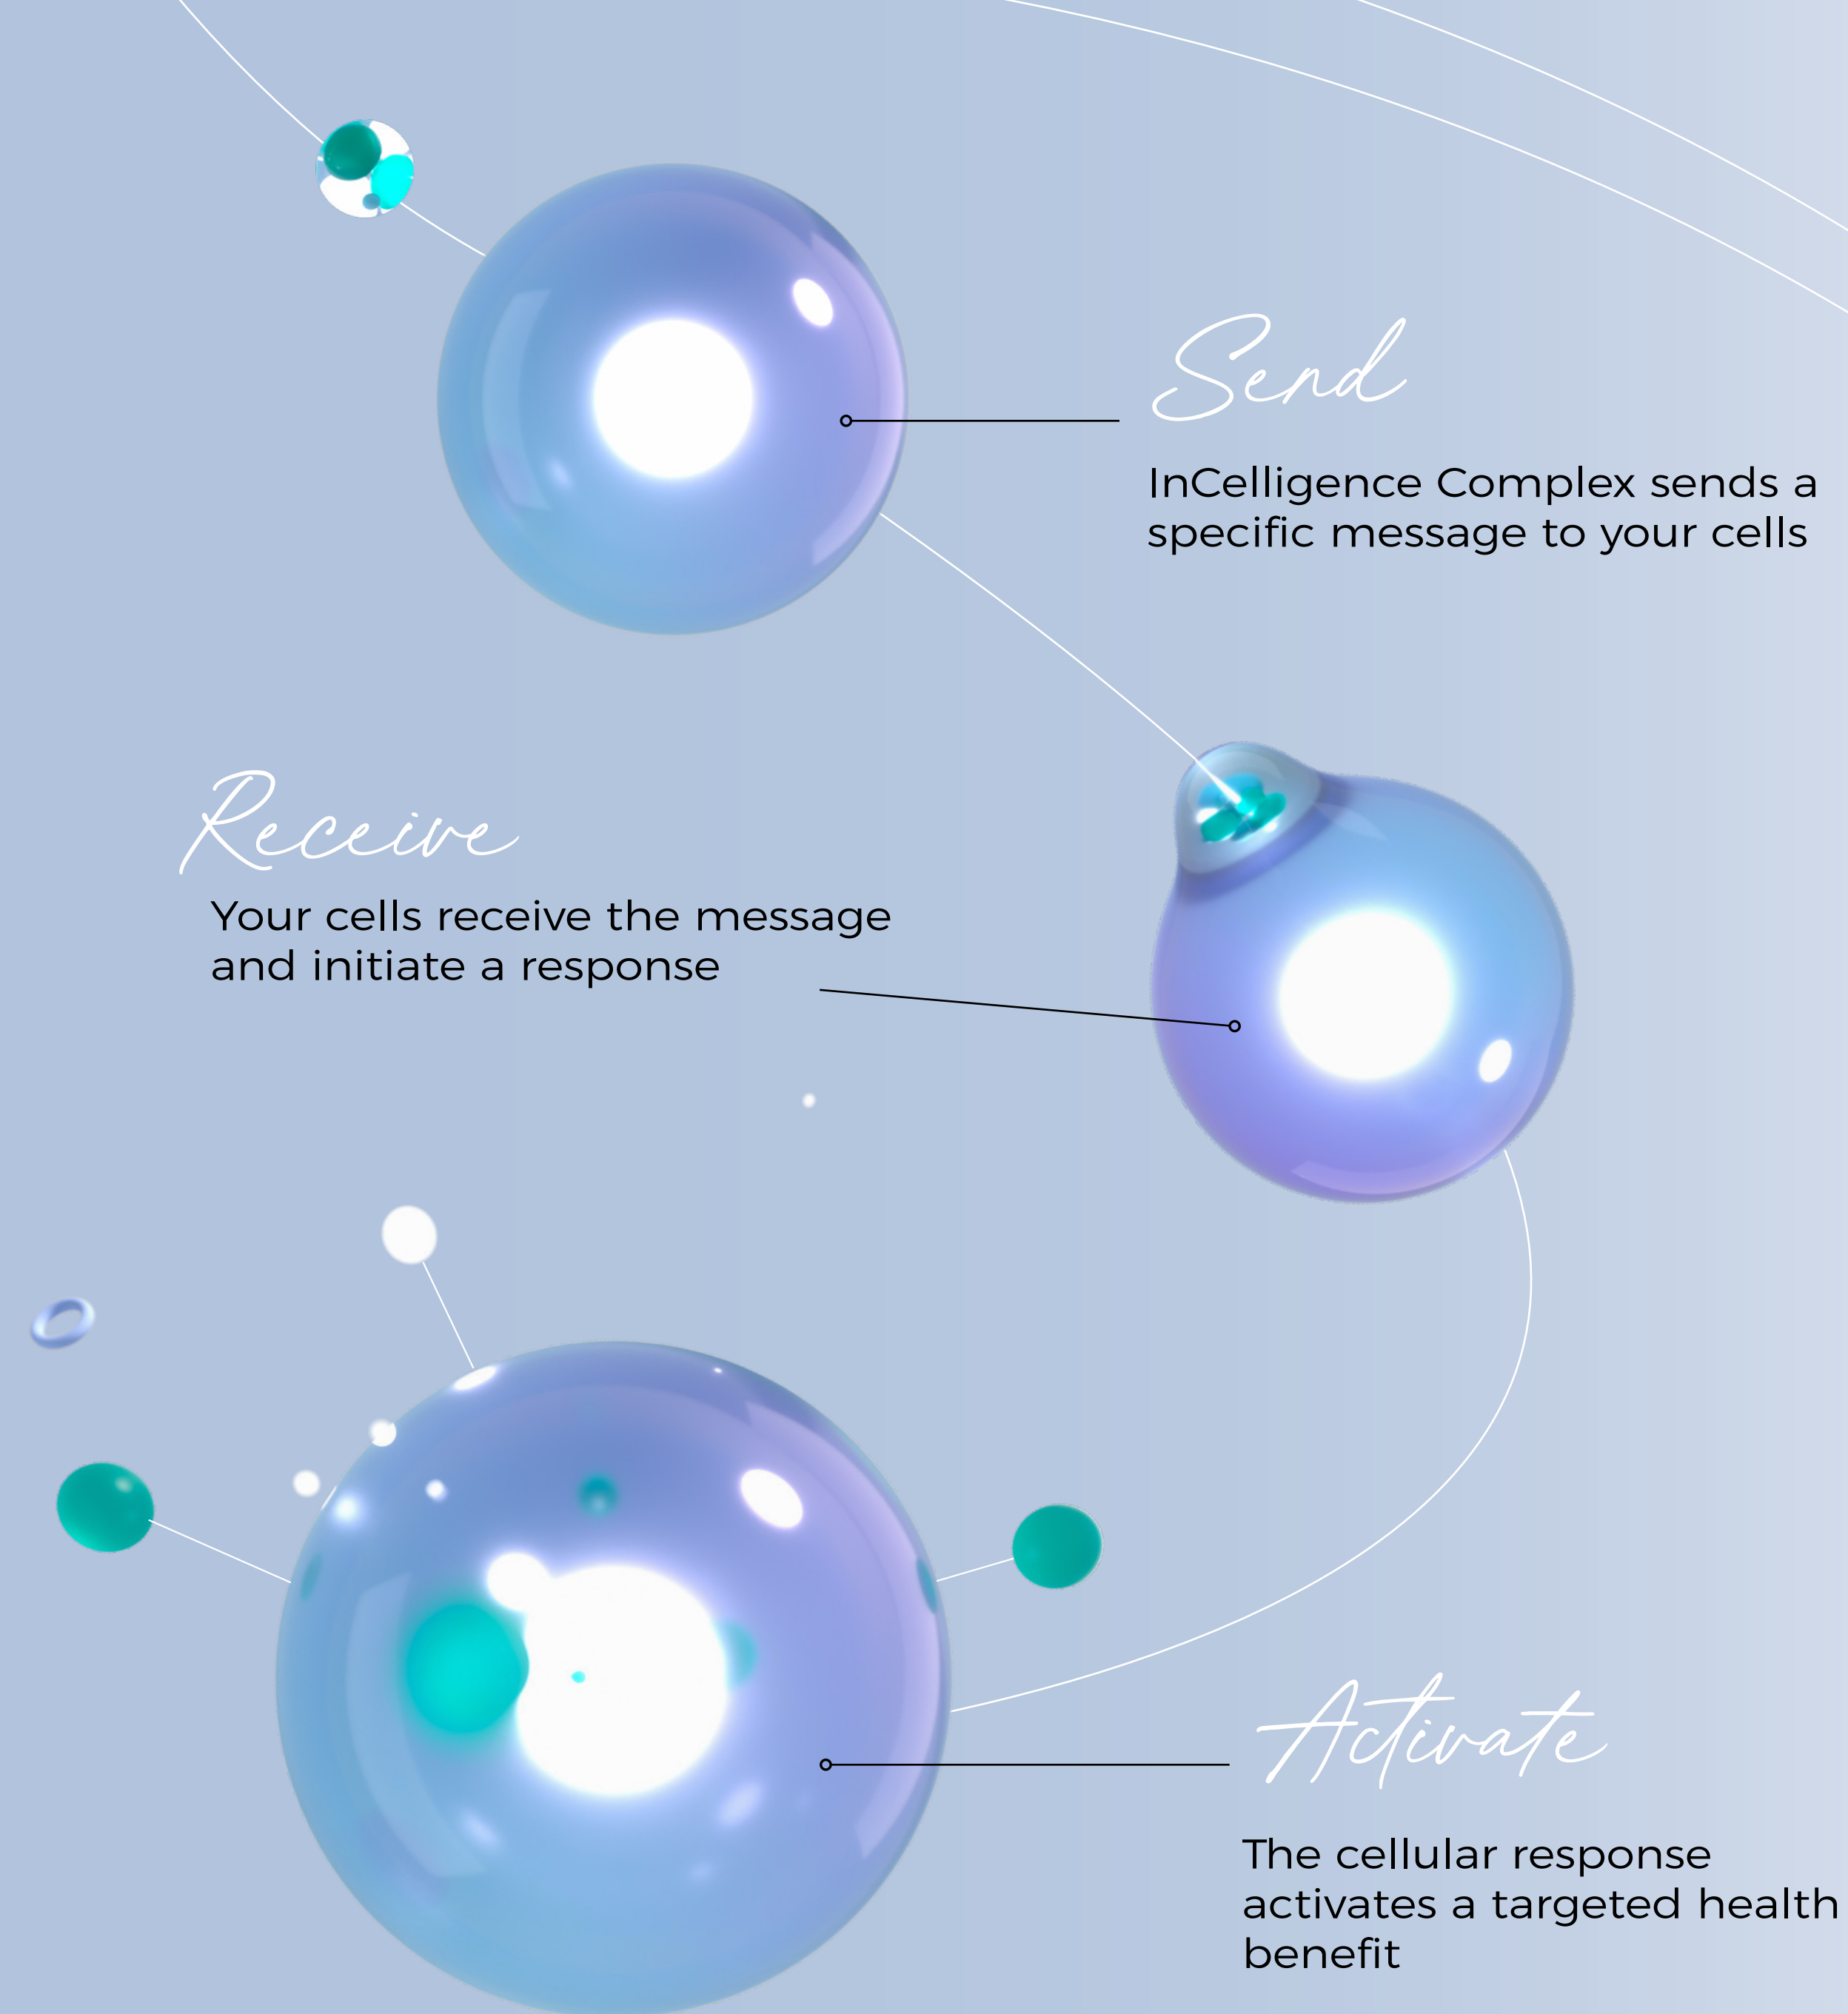 Send
InCelligence Complex sends a
specific message to your cells
Receive
Your cells receive the message
and initiate a response
Activate
The cellular response
activates a targeted health
benefit